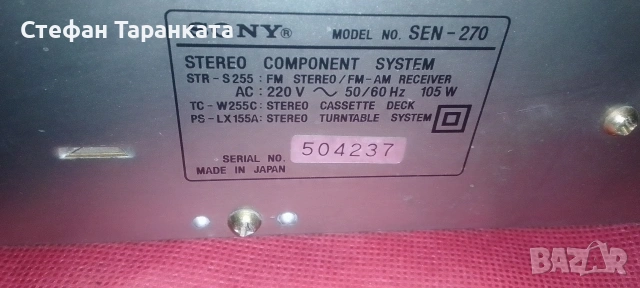 Стефан Таранката
SONY® MODEL NO. SEN-270
STEREO COMPONENT SYSTEM
STR-S255: FM STEREO/FM-AM RECEIVER
AC: 220 V ~ 50/60 Hz 105 W
TC-W255C: STEREO CASSETTE DECK
PS-LX155A: STEREO TURNTABLE SYSTEM
SERIAL NO. 504237
MADE IN JAPAN
BAZAR